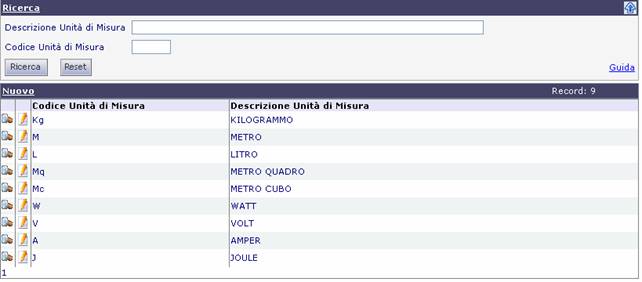 Ricerca
Descrizione Unità di Misura
Codice Unità di Misura
Ricerca Reset
Guida
Nuovo Record: 9
Codice Unità di Misura Descrizione Unità di Misura
Kg KILOGRAMMO
M METRO
L LITRO
Mq METRO QUADRO
Mc METRO CUBO
W WATT
V VOLT
A AMPER
J JOULE
1